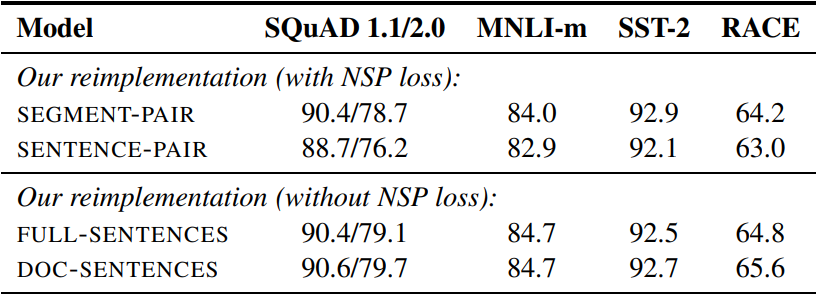 Model SQuAD 1.1/2.0 MNLI-m SST-2 RACE
Our reimplementation (with NSP loss):
SEGMENT-PAIR 90.4/78.7 84.0 92.9 64.2
SENTENCE-PAIR 88.7/76.2 82.9 92.1 63.0
Our reimplementation (without NSP loss):
FULL-SENTENCES 90.4/79.1 84.7 92.5 64.8
DOC-SENTENCES 90.6/79.7 84.7 92.7 65.6